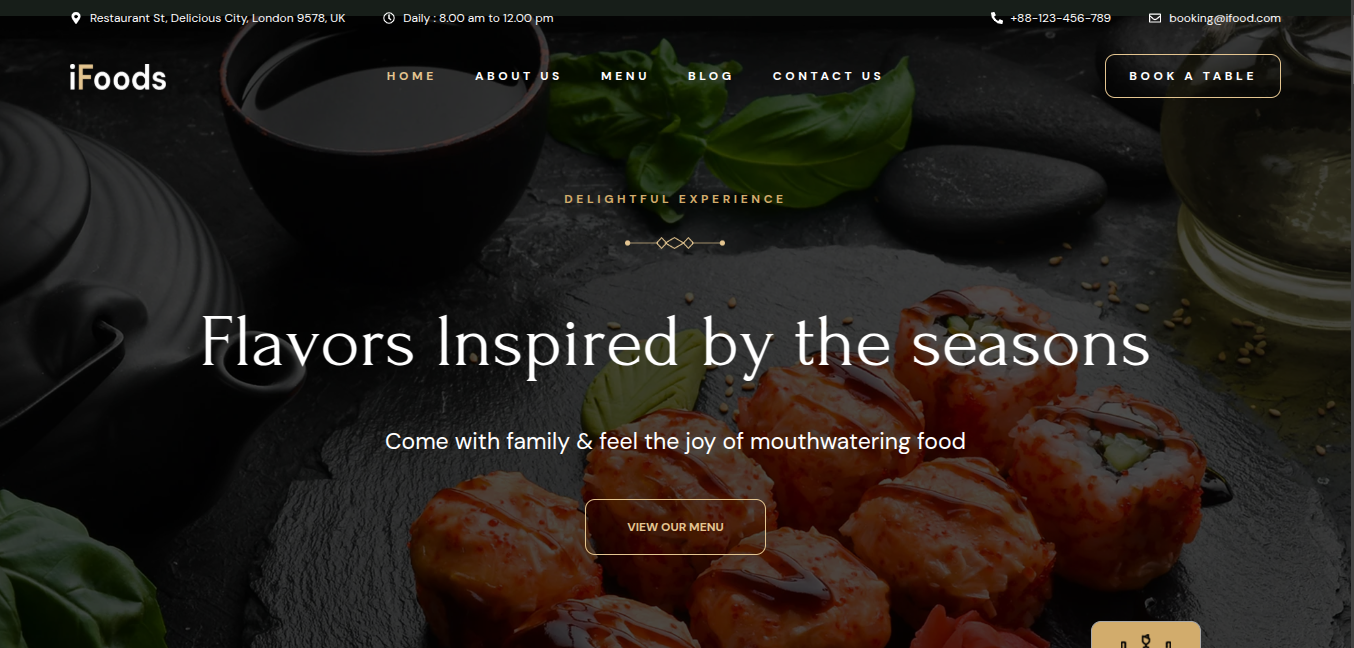 Restaurant St, Delicious City, London 9578, UK
Daily : 8.00 am to 12.00 pm
+88-123-456-789
booking@ifood.com
iFoods
HOME
ABOUT US
MENU
BLOG
CONTACT US
BOOK A TABLE
DELIGHTFUL EXPERIENCE
Flavors Inspired by the seasons
Come with family & feel the joy of mouthwatering food
VIEW OUR MENU